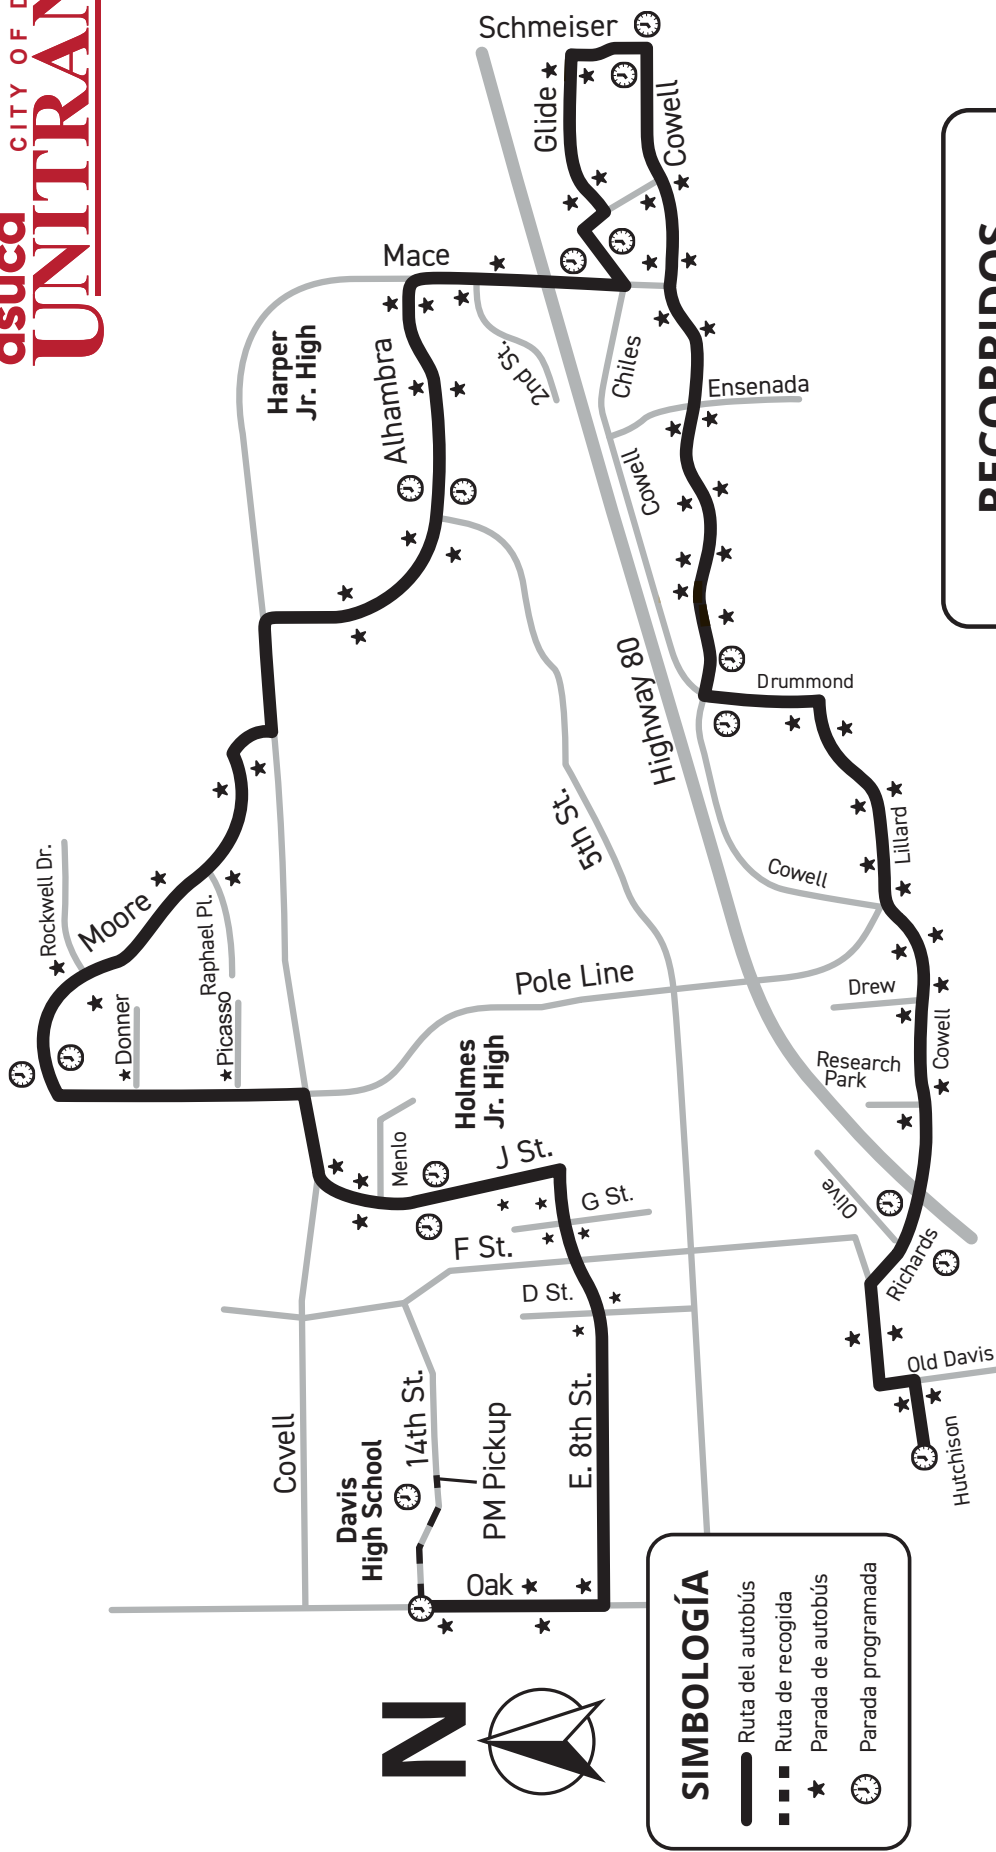 asuca
CITY OF D
UNITRAN
Schmeiser
Glide
Cowell
Mace
Harper
Jr. High
Alhambra
2nd St.
Chiles
Ensenada
Cowell
Highway 80
Drummond
5th St.
Rockwell Dr.
Moore
Raphael Pl.
Donner
Picasso
Pole Line
Cowell
Lillard
Drew
Cowell
Research
Park
Holmes
Jr. High
Menlo
J St.
G St.
F St.
D St.
Olive
Richards
Old Davis
Hutchison
Covell
Davis
High School
14th St.
PM Pickup
E. 8th St.
Oak
N
SIMBOLOGÍA
Ruta del autobús
Ruta de recogida
Parada de autobús
Parada programada
RECORRIDOS